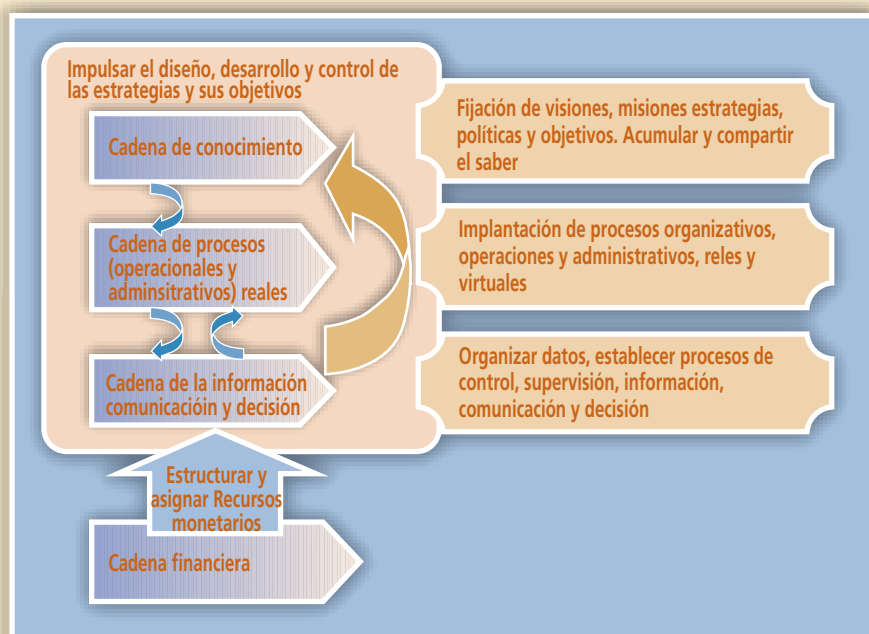 Impulsar el diseño, desarrollo y control de
las estrategias y sus objetivos
Cadena de conocimiento
Cadena de procesos
(operacionales y
adminsitrativos) reales
Cadena de la información
comunicacióin y decisión
Estructurar y
asignar Recursos
monetarios
Cadena financiera
Fijación de visiones, misiones estrategias,
políticas y objetivos. Acumular y compartir
el saber
Implantación de procesos organizativos,
operaciones y administrativos, reles y
virtuales
Organizar datos, establecer procesos de
control, supervisión, información,
comunicación y decisión